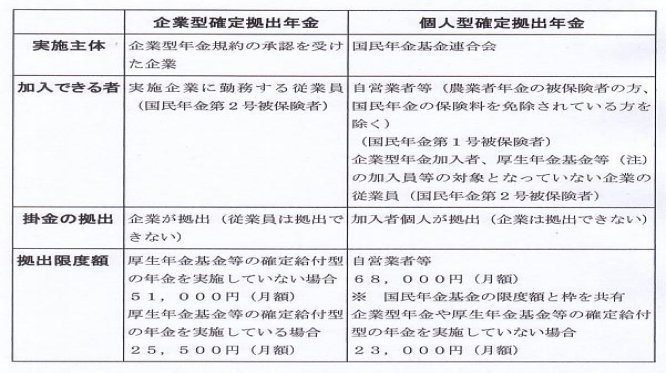 企業型確定拠出年金
個人型確定拠出年金
実施主体
企業型年金規約の承認を受け
た企業
国民年金基金連合会
加入できる者
実施企業に勤務する従業員
（国民年金第２号被保険者）
自営業者等（農業者年金の被保険者の方、
国民年金の保険料を免除されている方を
除く）
（国民年金第１号被保険者）
企業型年金加入者、厚生年金基金等（注）
の加入員等の対象となっていない企業の
従業員（国民年金第２号被保険者）
掛金の拠出
企業が拠出（従業員は拠出で
きない）
加入者個人が拠出（企業は拠出できない）
拠出限度額
厚生年金基金等の確定給付型
の年金を実施していない場合
５１，０００円（月額）
厚生年金基金等の確定給付型
の年金を実施している場合
２５，５００円（月額）
自営業者等
６８，０００円（月額）
※　国民年金基金の限度額と枠を共有
企業型年金や厚生年金基金等の確定給付
型の年金を実施していない場合
２３，０００円（月額）